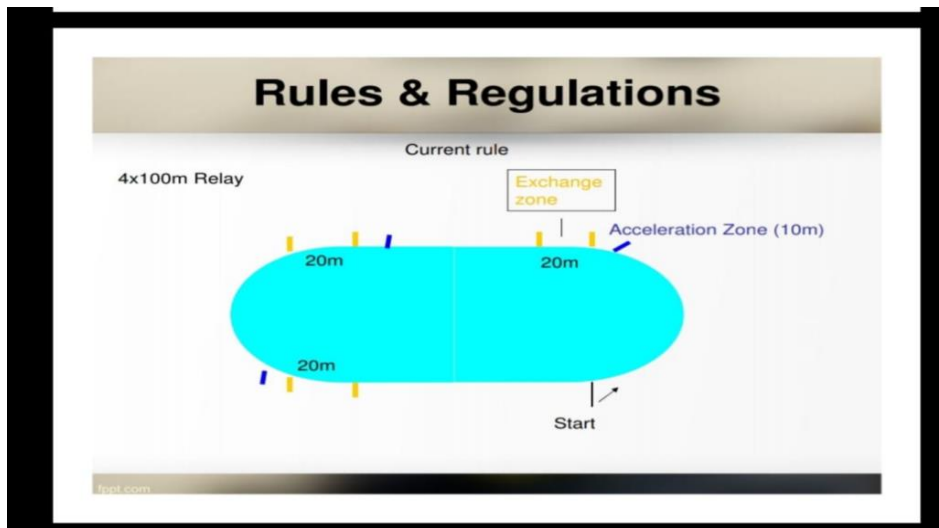 Rules & Regulations
Current rule
4x100m Relay
Exchange
zone
Acceleration Zone (10m)
20m
20m
20m
Start
fppt.com